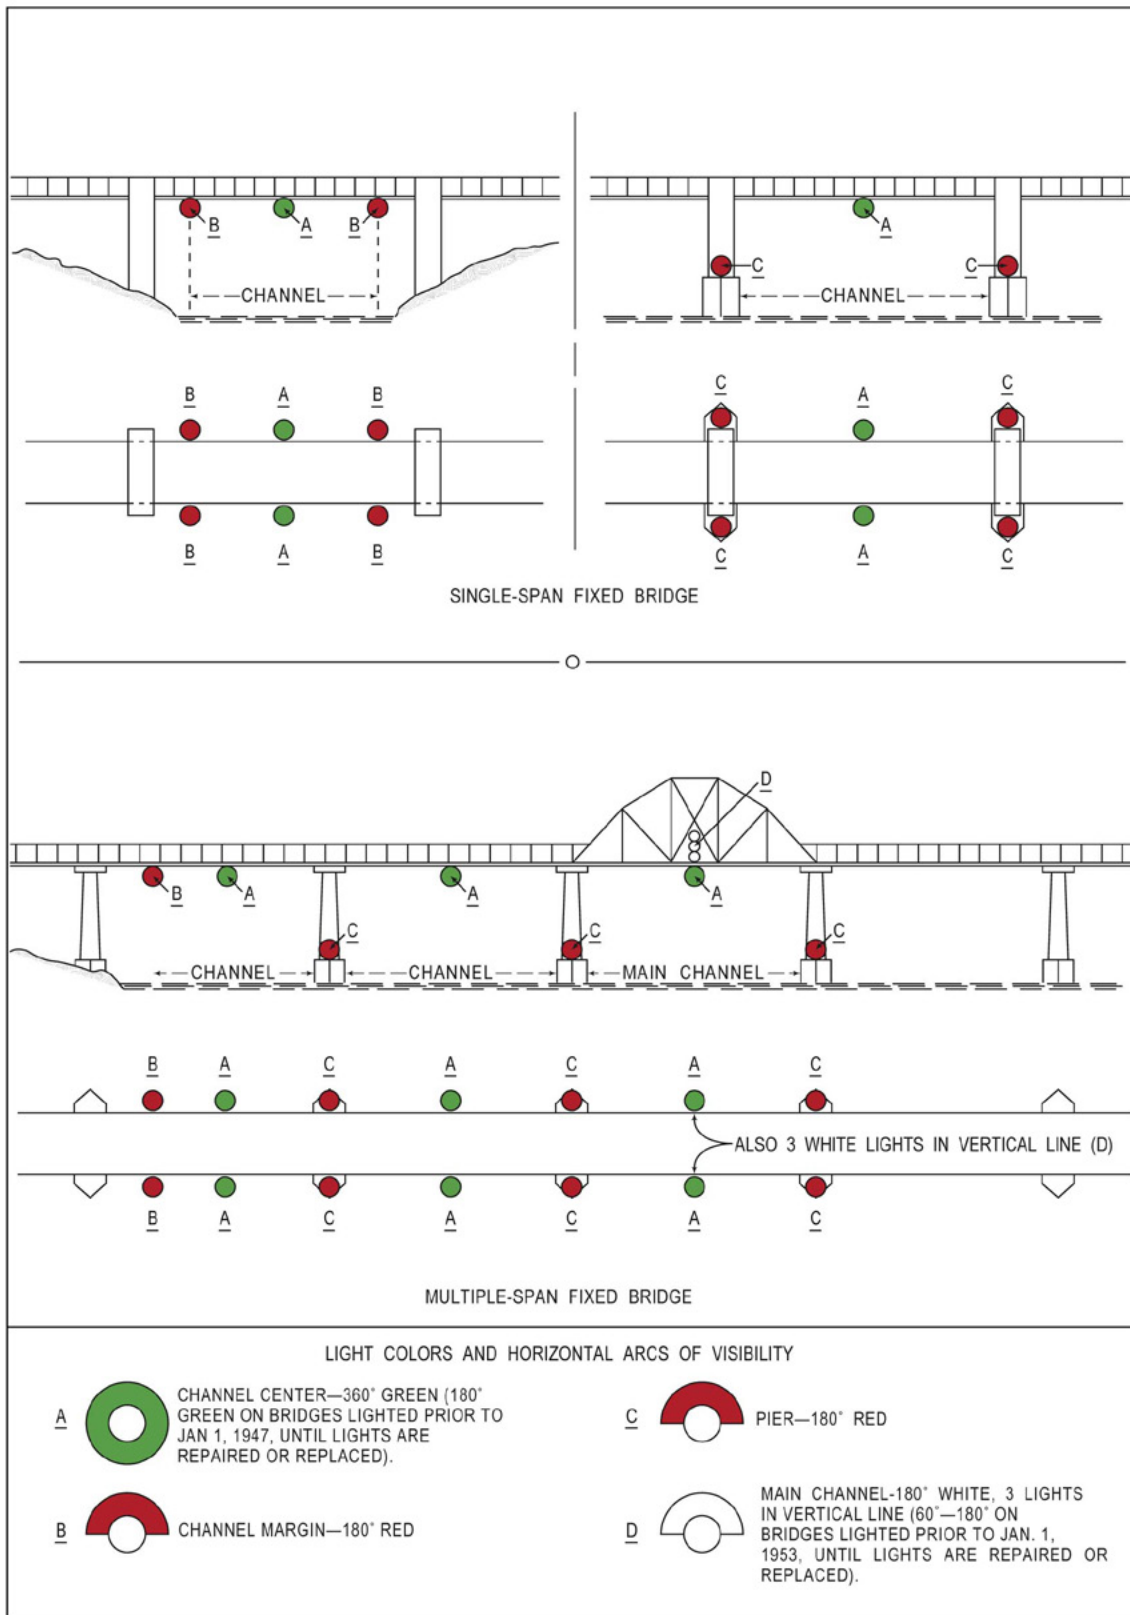 B
A
B
A
CHANNEL
C
C
CHANNEL
B
A
B
C
A
C
B
A
B
C
A
C
SINGLE-SPAN FIXED BRIDGE
D
B
A
A
A
C
C
C
CHANNEL
CHANNEL
MAIN CHANNEL
B
A
C
A
C
A
C
ALSO 3 WHITE LIGHTS IN VERTICAL LINE (D)
B
A
C
A
C
A
C
MULTIPLE-SPAN FIXED BRIDGE
LIGHT COLORS AND HORIZONTAL ARCS OF VISIBILITY
A
CHANNEL CENTER—360° GREEN (180°
GREEN ON BRIDGES LIGHTED PRIOR TO
JAN 1, 1947, UNTIL LIGHTS ARE
REPAIRED OR REPLACED).
B
CHANNEL MARGIN—180° RED
C
PIER—180° RED
D
MAIN CHANNEL-180° WHITE, 3 LIGHTS
IN VERTICAL LINE (60°—180° ON
BRIDGES LIGHTED PRIOR TO JAN. 1,
1953, UNTIL LIGHTS ARE REPAIRED OR
REPLACED).